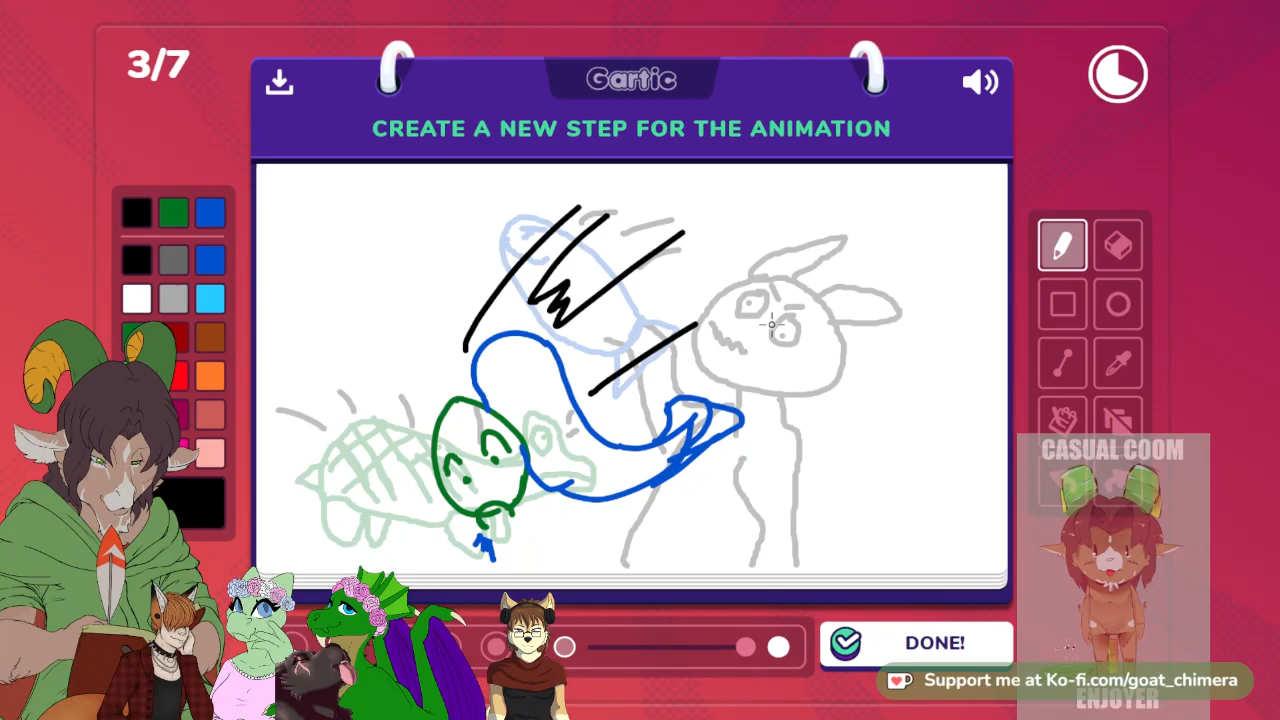 3/7
Gartic
CREATE A NEW STEP FOR THE ANIMATION
CASUAL COOM
DONE!
Support me at Ko-fi.com/goat_chimera
ENJOYER